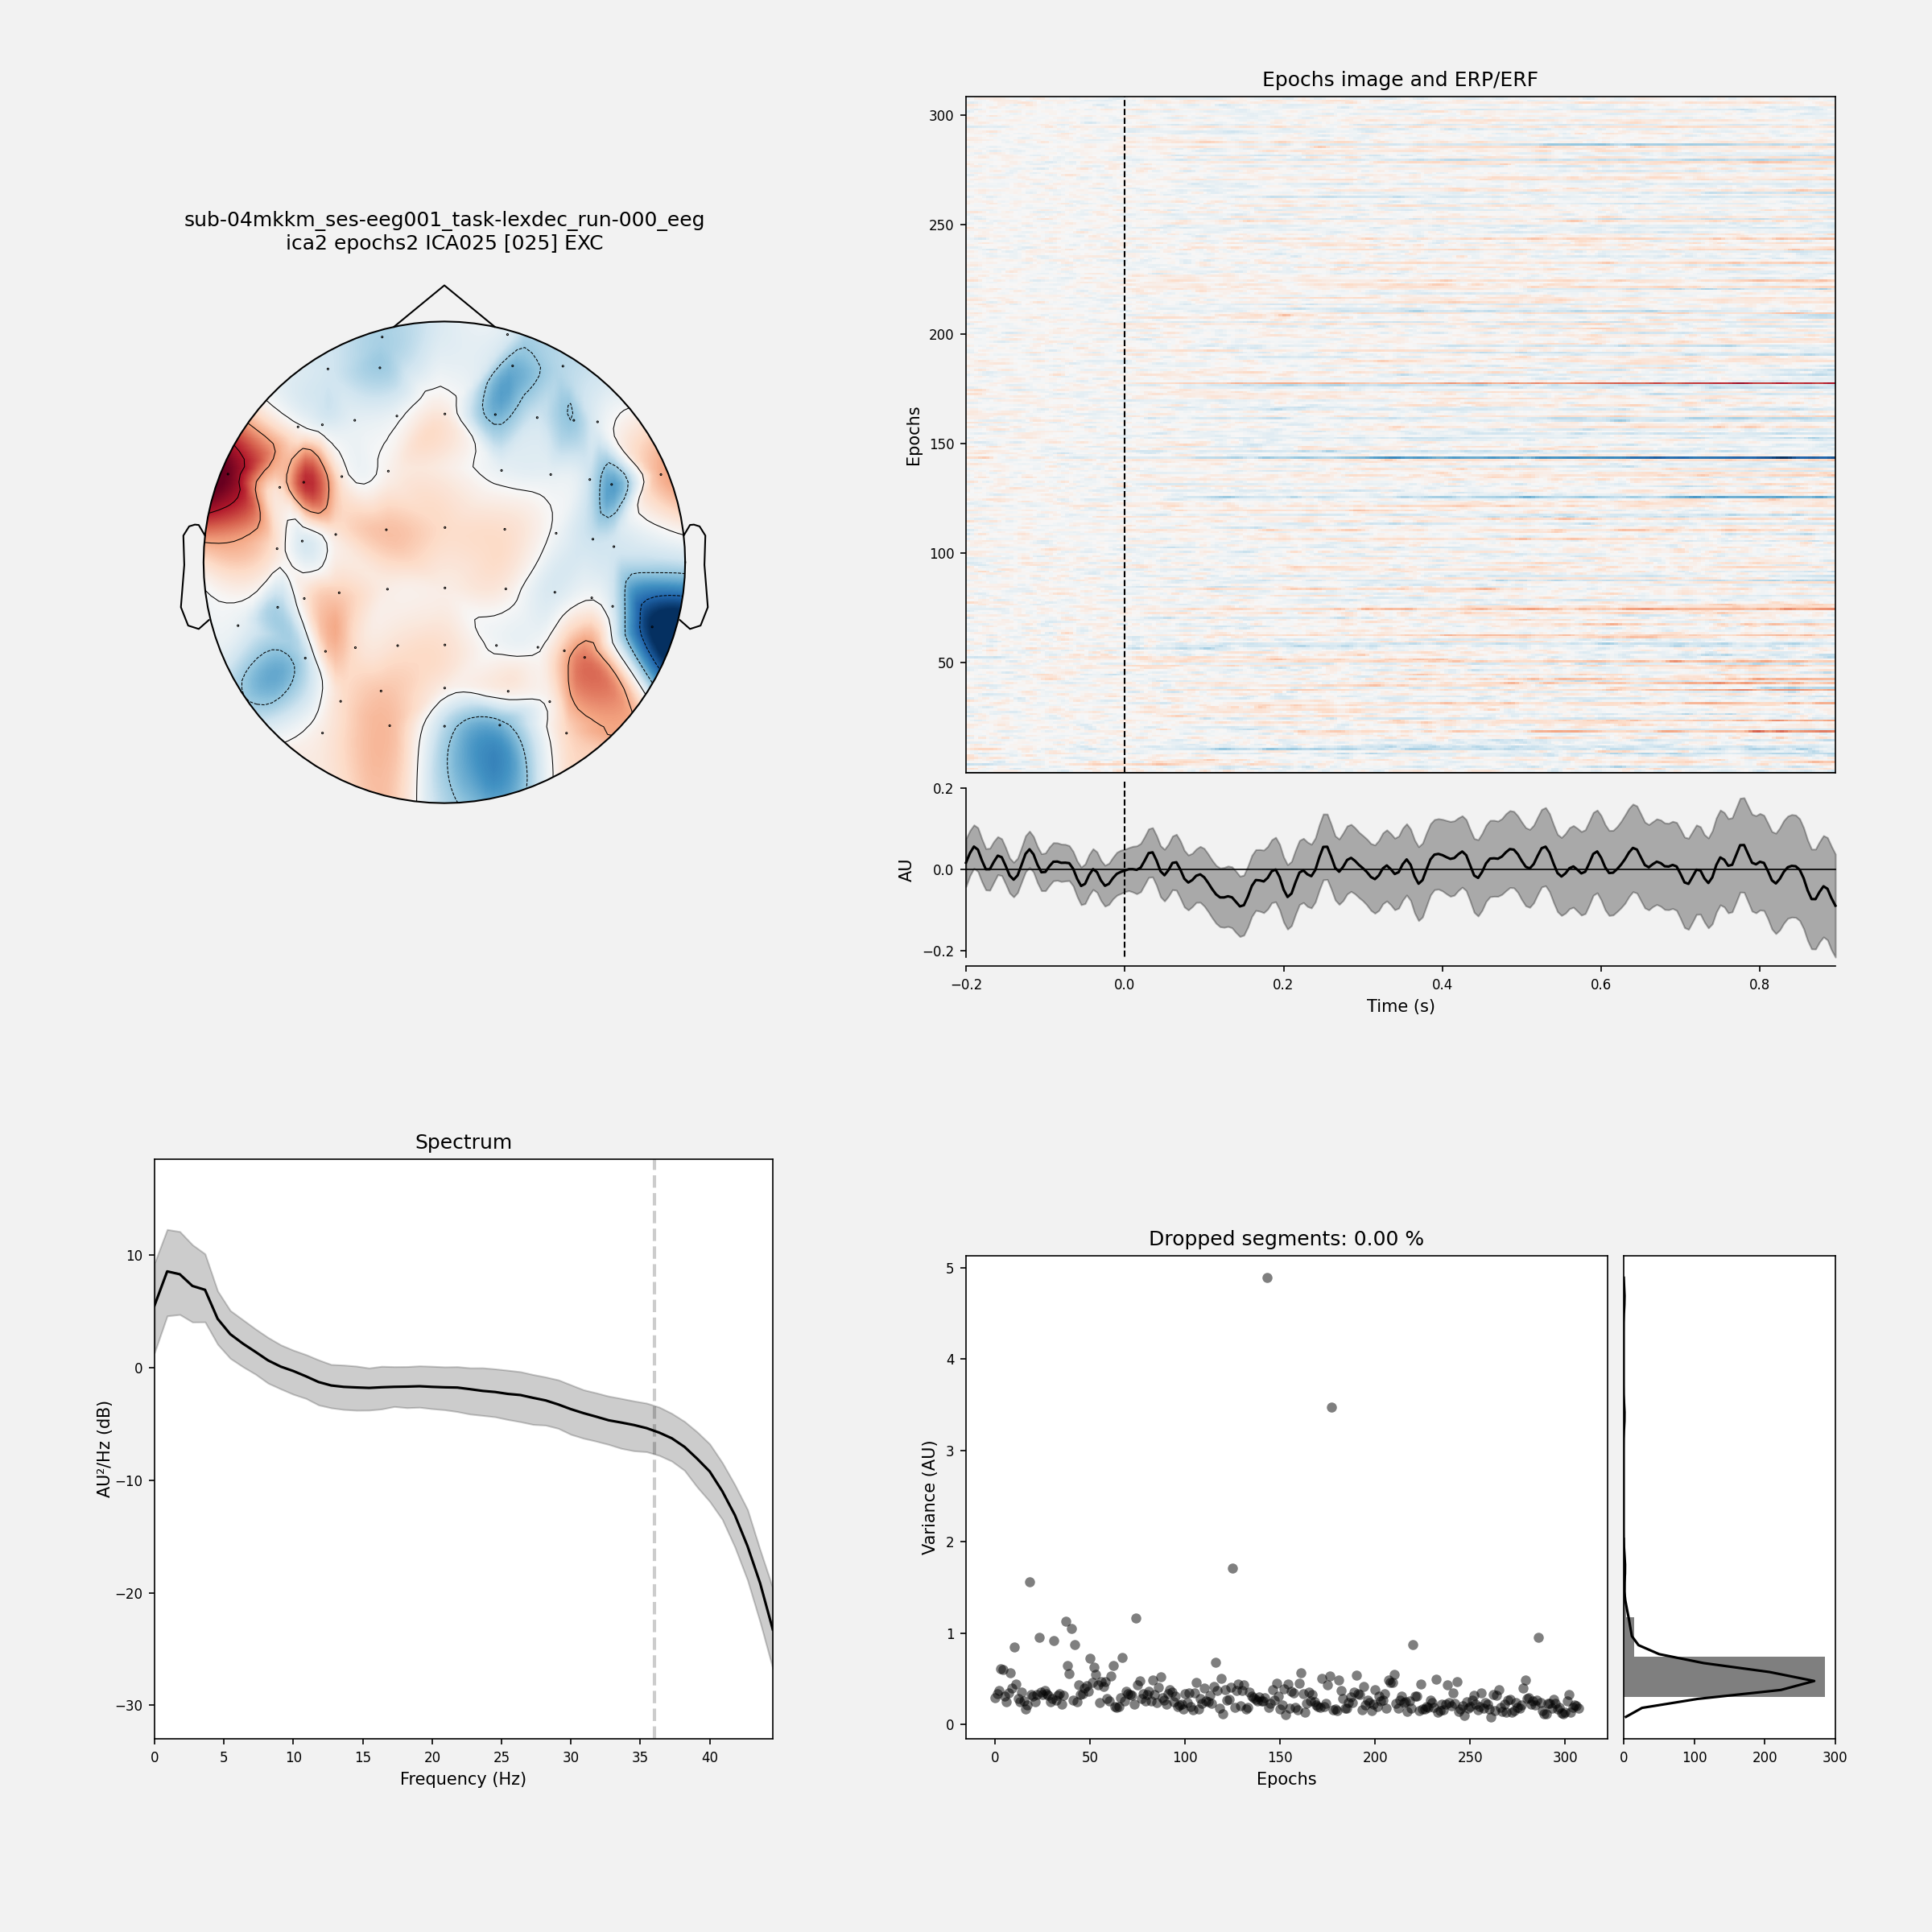 sub-04mkkm_ses-eeg001_task-lexdec_run-000_eeg
ica2 epochs2 ICA025 [025] EXC
Epochs image and ERP/ERF
300
250
200
150
100
50
Epochs
0.2
0.0
−0.2
AU
−0.2 0.0 0.2 0.4 0.6 0.8
Time (s)
Spectrum
10
0
−10
−20
−30
AU²/Hz (dB)
0 5 10 15 20 25 30 35 40
Frequency (Hz)
Dropped segments: 0.00 %
5
4
3
2
1
0
Variance (AU)
0 50 100 150 200 250 300
Epochs
0 100 200 300